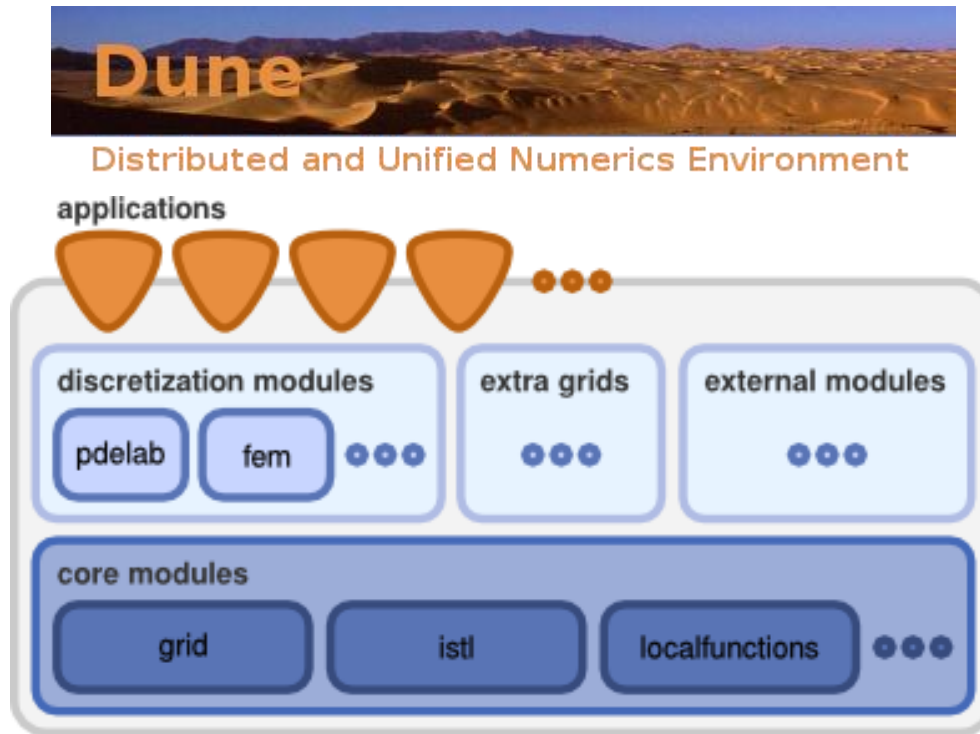 Dune
Distributed and Unified Numerics Environment
applications
discretization modules
extra grids
external modules
pdelab
fem
core modules
grid
istl
localfunctions